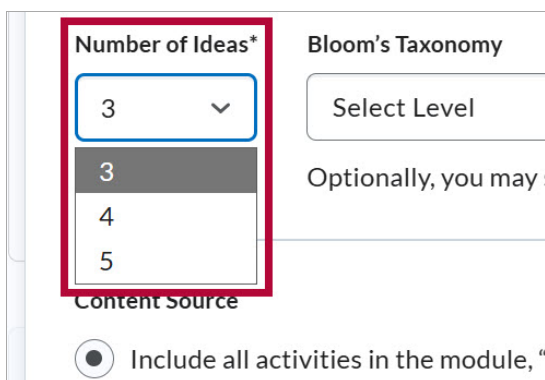 Number of Ideas*
Bloom's Taxonomy
3
Select Level
3
Optionally, you may
4
5
Content Source
Include all activities in the module, "